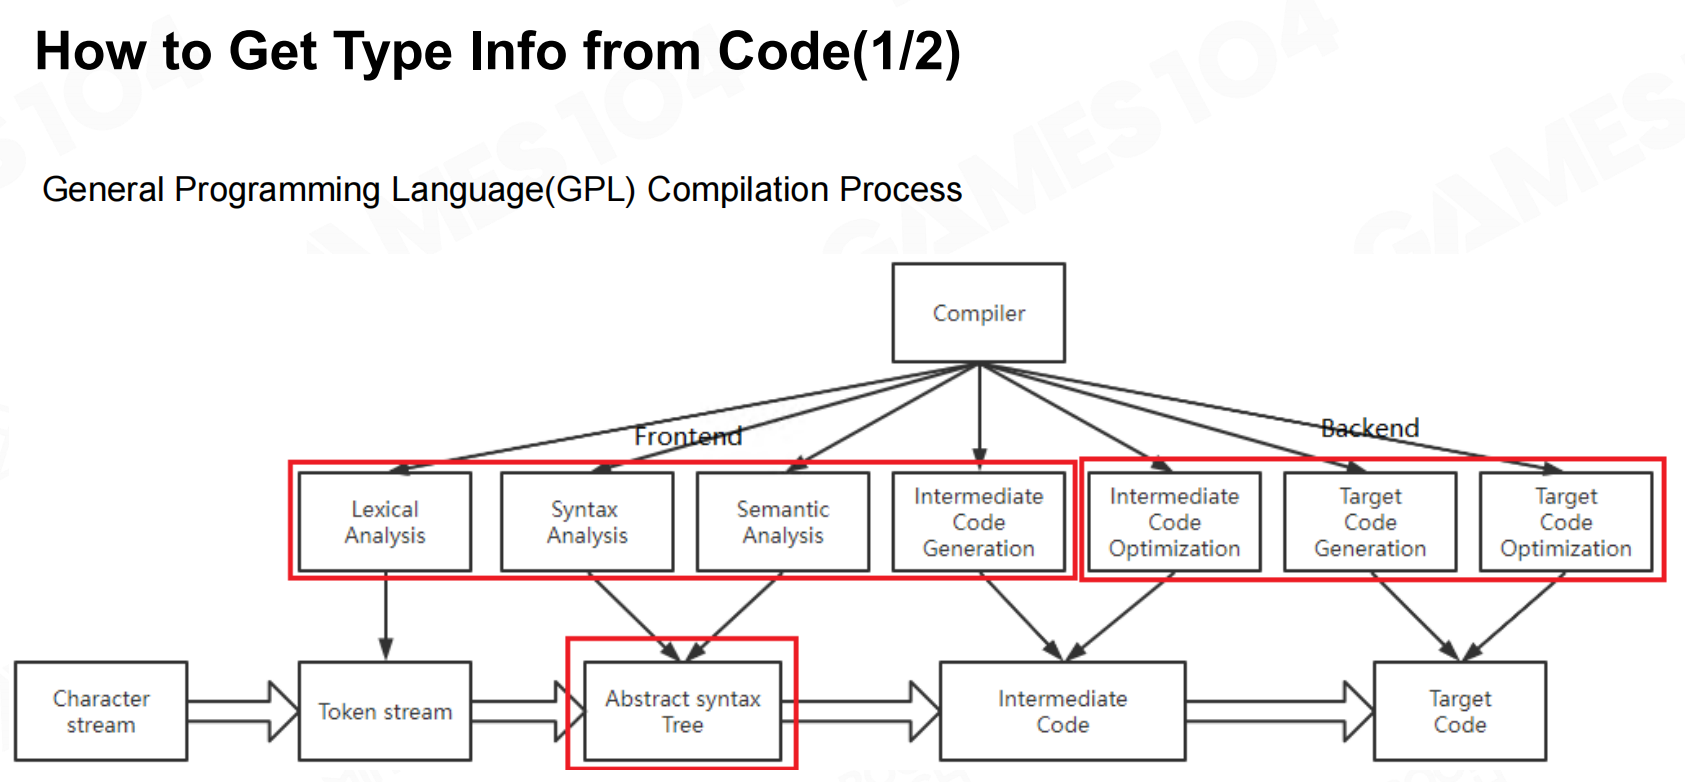 How to Get Type Info from Code(1/2)
General Programming Language(GPL) Compilation Process
Compiler
Frontend
Backend
Lexical
Analysis
Syntax
Analysis
Semantic
Analysis
Intermediate
Code
Generation
Intermediate
Code
Optimization
Target
Code
Generation
Target
Code
Optimization
Character
stream
Token stream
Abstract syntax
Tree
Intermediate
Code
Target
Code
GAMES 104